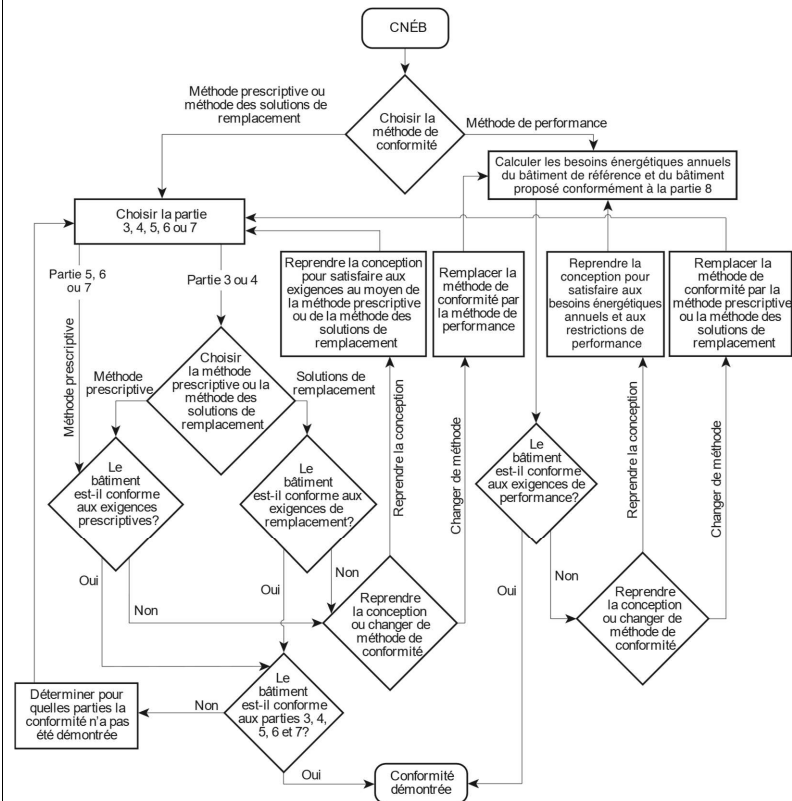 CNÉB
Méthode prescriptive ou
méthode des solutions de
remplacement
Choisir la
méthode de
conformité
Méthode de performance
Calculer les besoins énergétiques annuels
du bâtiment de référence et du bâtiment
proposé conformément à la partie 8
Choisir la partie
3, 4, 5, 6 ou 7
Partie 5, 6
ou 7
Partie 3 ou 4
Méthode prescriptive
Reprendre la conception
pour satisfaire aux
exigences au moyen de
la méthode prescriptive
ou de la méthode des
solutions de
remplacement
Remplacer la
méthode de
conformité par
la méthode de
performance
Reprendre la
conception pour
satisfaire aux
besoins énergétiques
annuels et aux
restrictions de
performance
Remplacer la
méthode de
conformité par la
méthode prescriptive
ou la méthode des
solutions de
remplacement
Choisir
la méthode
prescriptive ou la
méthode des
solutions de
remplacement
Méthode
prescriptive
Solutions de
remplacement
Le
bâtiment
est-il conforme
aux exigences
prescriptives?
Le
bâtiment
est-il conforme aux
exigences de
remplacement?
Reprendre la conception
Changer de méthode
Le
bâtiment
est-il conforme
aux exigences de
performance?
Reprendre la conception
Changer de méthode
Oui
Non
Oui
Non
Reprendre
la conception
ou changer de
méthode de
conformité
Oui
Non
Reprendre
la conception
ou changer de
méthode de
conformité
Déterminer pour
quelles parties la
conformité n'a pas
été démontrée
Non
Le
bâtiment
est-il conforme
aux parties 3, 4,
5, 6 et 7?
Oui
Conformité
démontrée